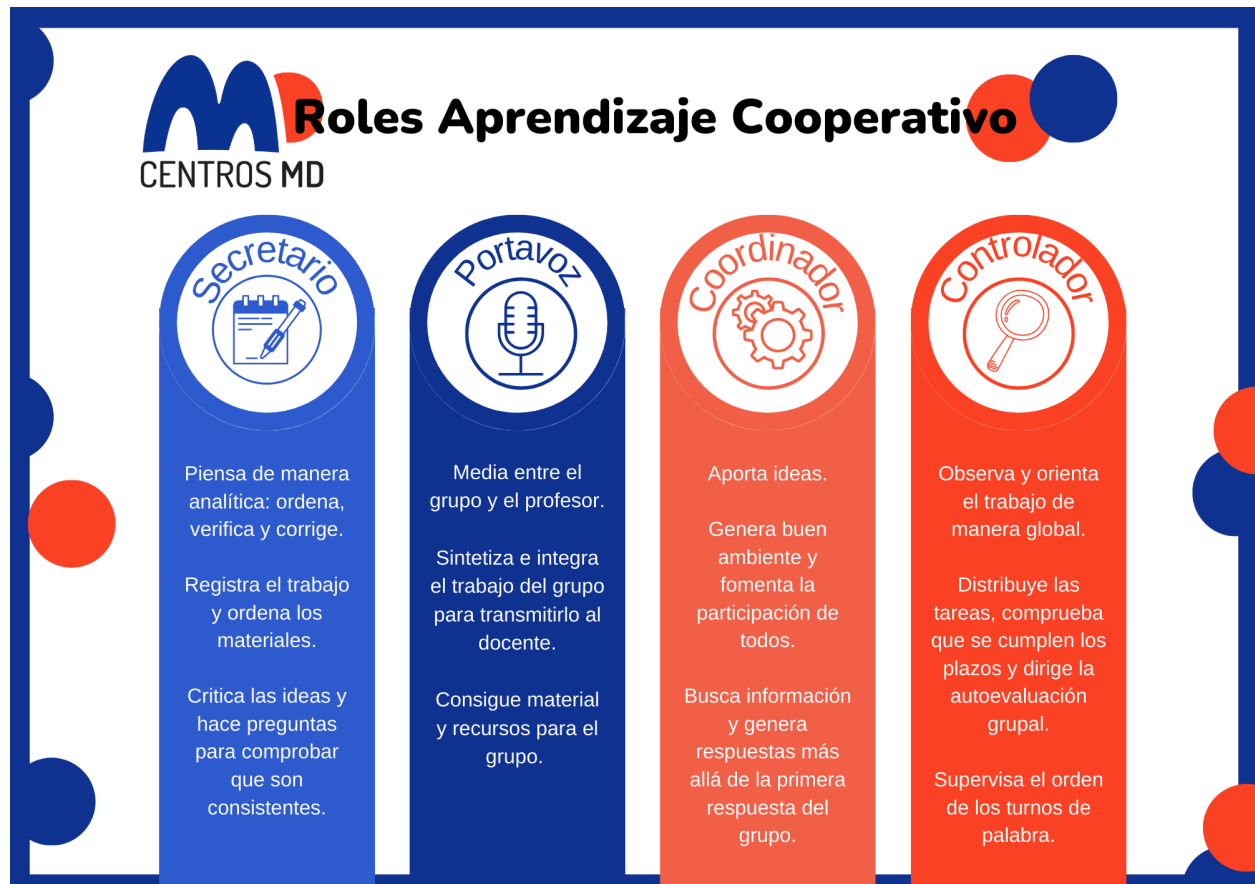 Roles Aprendizaje Cooperativo
CENTROS MD
Secretario
Piensa de manera
analítica: ordena,
verifica y corrige.
Registra el trabajo
y ordena los
materiales.
Critica las ideas y
hace preguntas
para comprobar
que son
consistentes.
Portavoz
Media entre el
grupo y el profesor.
Sintetiza e integra
el trabajo del grupo
para transmitirlo al
docente.
Consigue material
y recursos para el
grupo.
Coordinador
Aporta ideas.
Genera buen
ambiente y
fomenta la
participación de
todos.
Busca información
y genera
respuestas más
allá de la primera
respuesta del
grupo.
Controlador
Observa y orienta
el trabajo de
manera global.
Distribuye las
tareas, comprueba
que se cumplen los
plazos y dirige la
autoevaluación
grupal.
Supervisa el orden
de los turnos de
palabra.